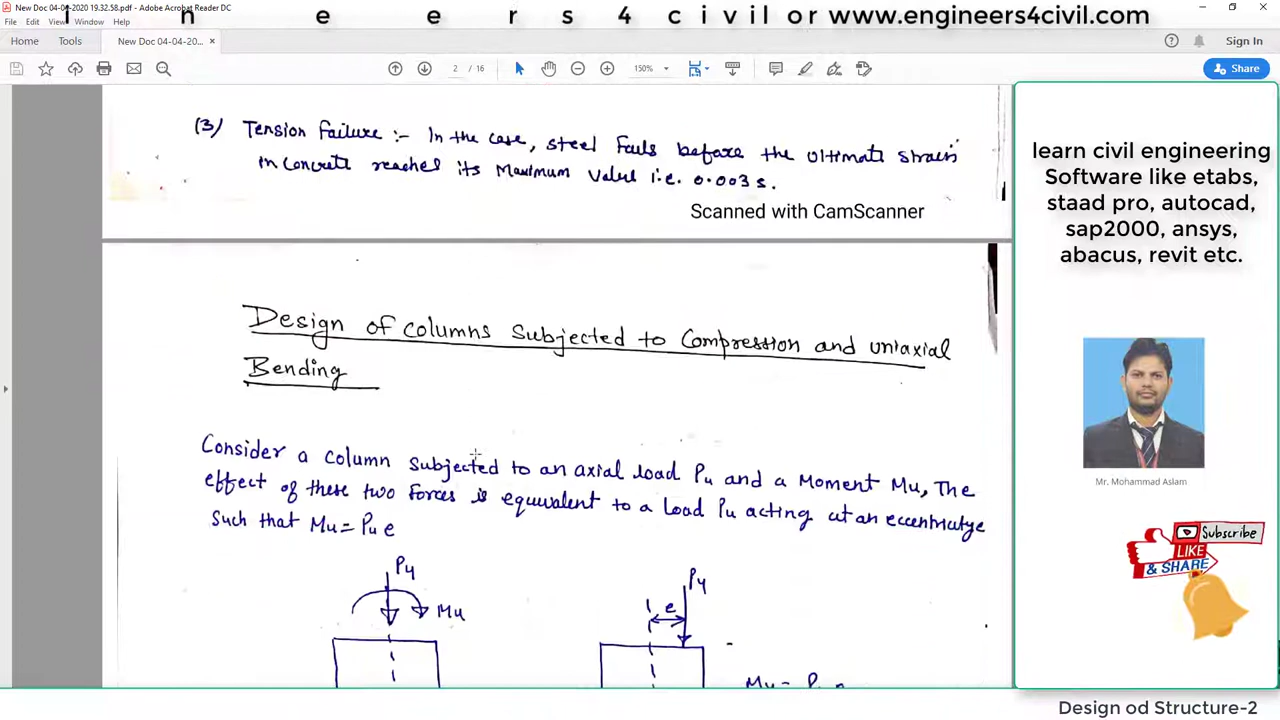 New Doc 04-04-2020 19.32.58.pdf - Adobe Acrobat Reader DC
i n e e r s 4 c i v i l or www.engineers4civil.com
File Edit View Window Help
Home Tools New Doc 04-04-20... × Sign In
2 / 16 150% Share
(3) Tension Failure :- In the case, steel Fails before the ultimate strain
in Concrete reaches its Maximum value i.e. 0.003 s.
Scanned with CamScanner
Design of columns Subjected to Compression and uniaxial
Bending
Consider a column Subjected to an axial load Pu and a Moment Mu, The
effect of these two forces is equivalent to a load Pu acting at an
Such that Mu = Pu e
Pu
Mu
Pu
e
Mu = Pu e
learn civil engineering
Software like etabs,
staad pro, autocad,
sap2000, ansys,
abacus, revit etc.
Mr. Mohammad Aslam
Subscribe
LIKE
& SHARE
Design od Structure-2